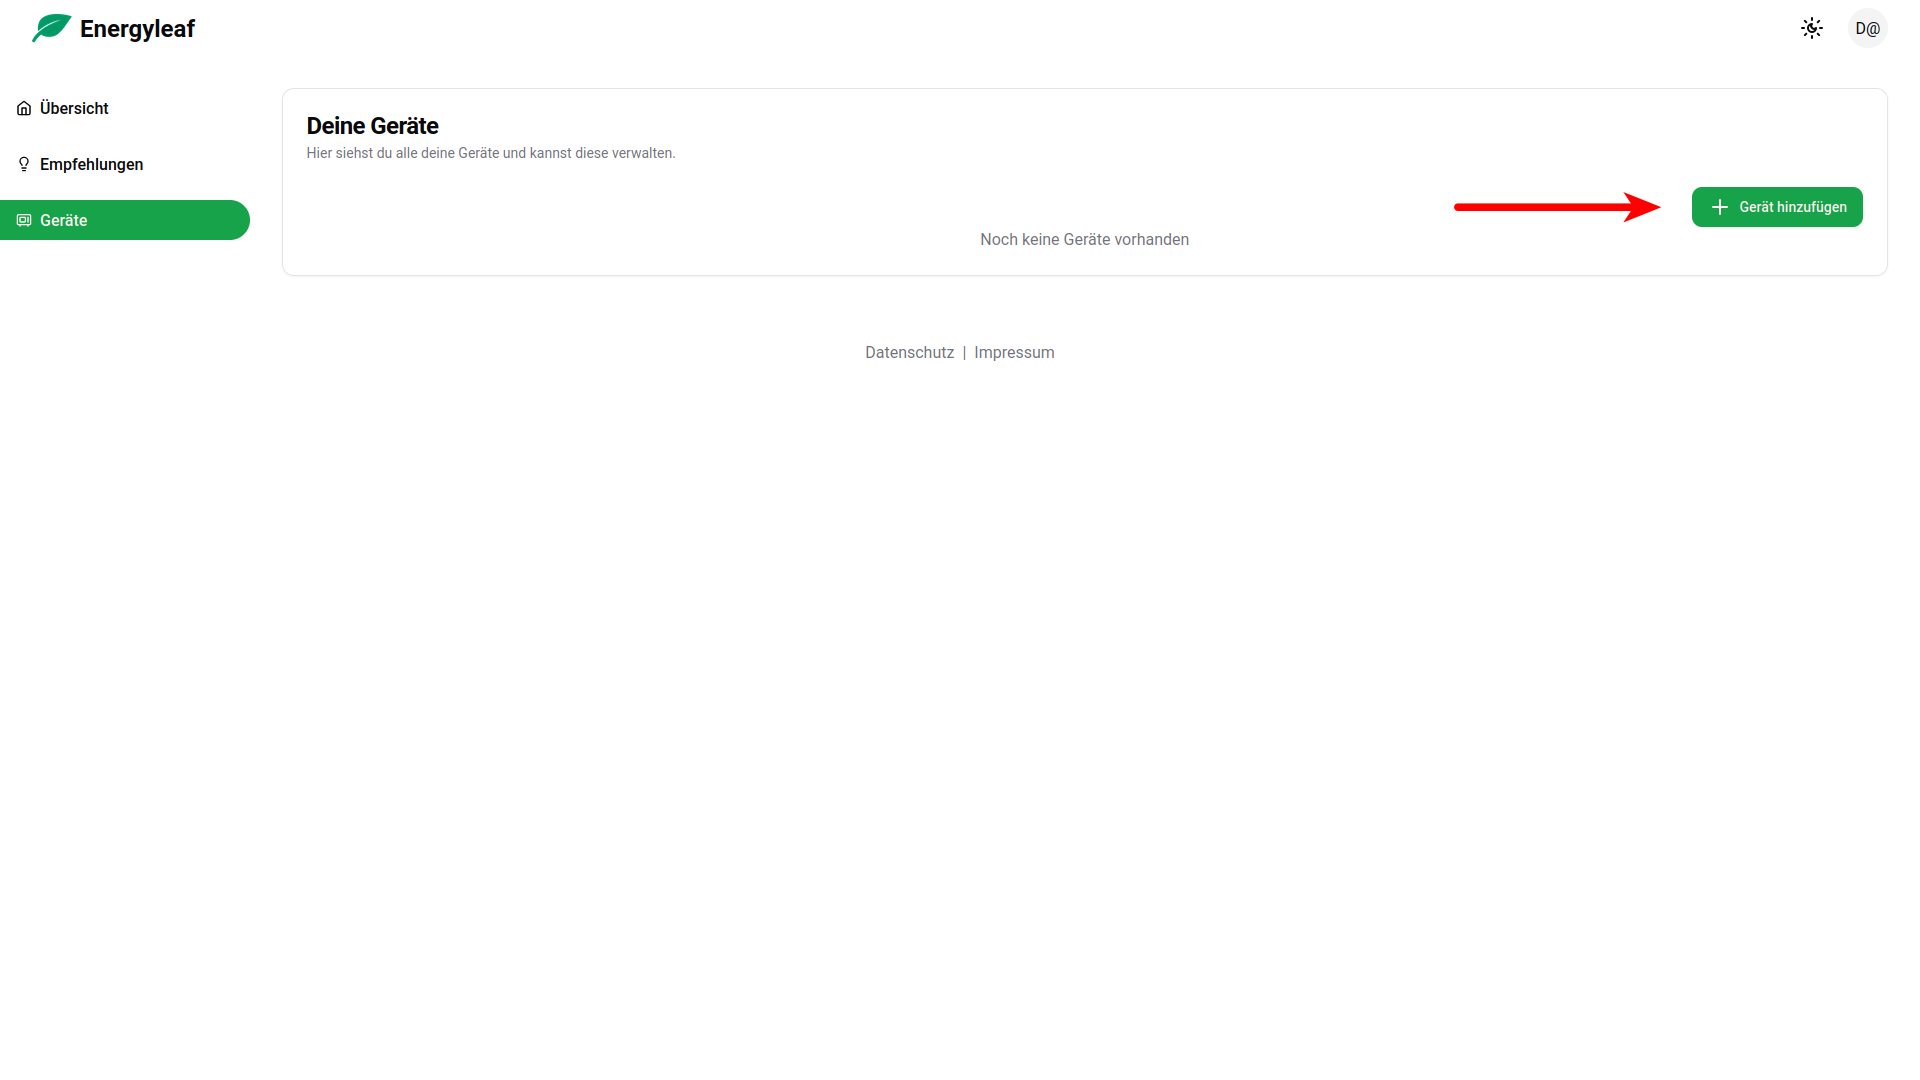 Energyleaf
D@
Übersicht
Empfehlungen
Geräte
Deine Geräte
Hier siehst du alle deine Geräte und kannst diese verwalten.
Gerät hinzufügen
Noch keine Geräte vorhanden
Datenschutz | Impressum